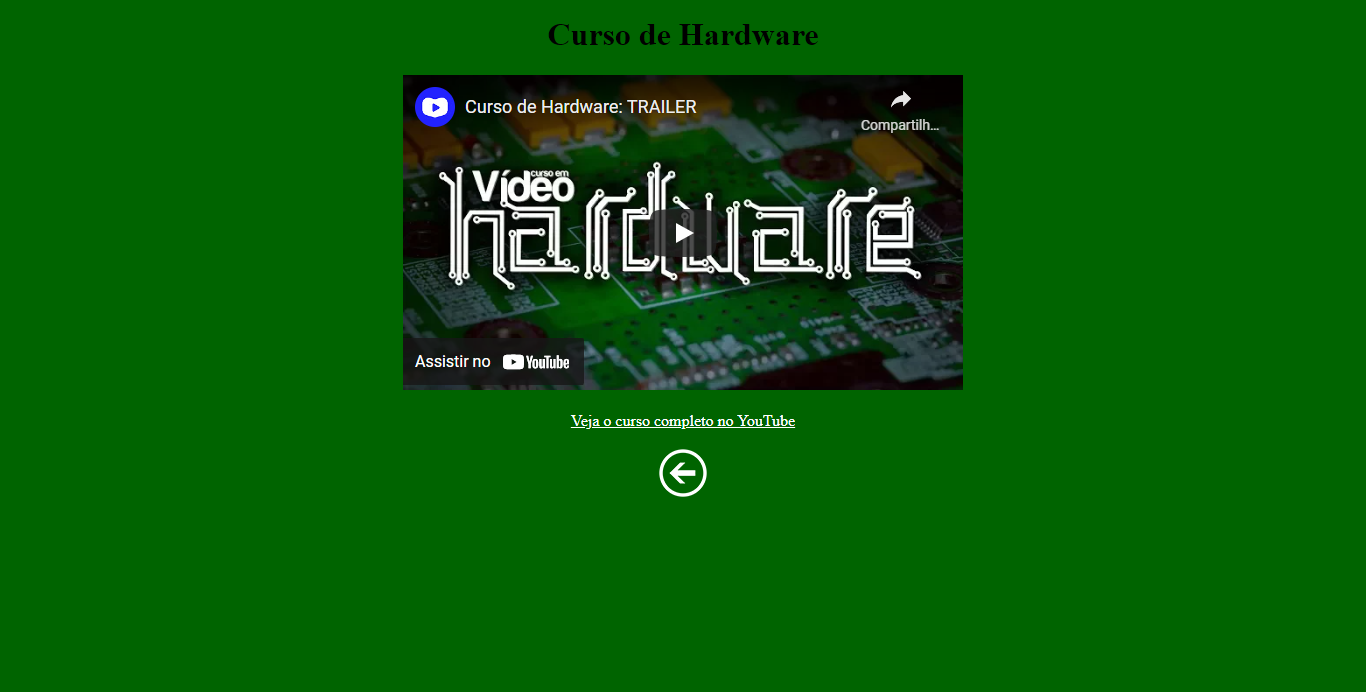 Curso de Hardware
Curso de Hardware: TRAILER
Compartilh...
curso em
Vídeo
hardware
Assistir no YouTube
Veja o curso completo no YouTube